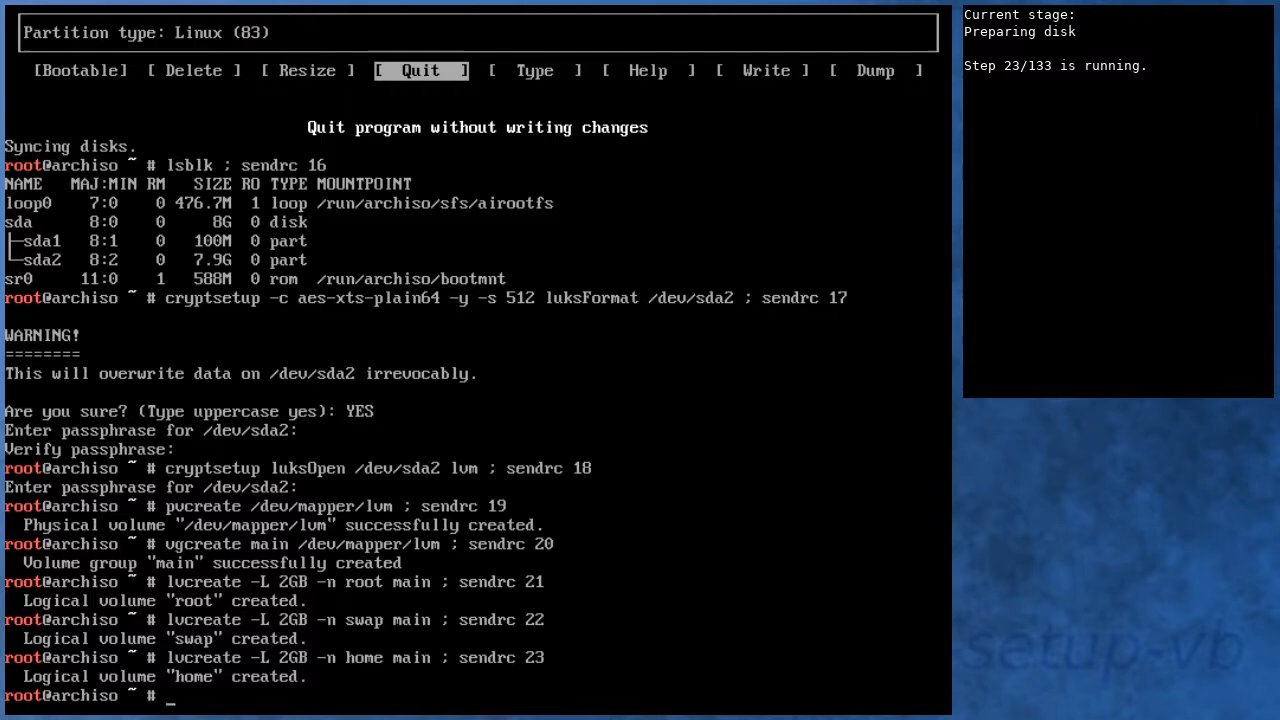 Partition type: Linux (83)
[Bootable] [ Delete ] [ Resize ] [ Quit ] [ Type ] [ Help ] [ Write ] [ Dump ]
Quit program without writing changes
Syncing disks.
root@archiso ~ # lsblk ; sendrc 16
NAME   MAJ:MIN RM   SIZE RO TYPE MOUNTPOINT
loop0    7:0    0 476.7M  1 loop /run/archiso/sfs/airootfs
sda      8:0    0     8G  0 disk
├─sda1   8:1    0   100M  0 part
└─sda2   8:2    0   7.9G  0 part
sr0     11:0    1   588M  0 rom  /run/archiso/bootmnt
root@archiso ~ # cryptsetup -c aes-xts-plain64 -y -s 512 luksFormat /dev/sda2 ; sendrc 17
WARNING!
========
This will overwrite data on /dev/sda2 irrevocably.
Are you sure? (Type uppercase yes): YES
Enter passphrase for /dev/sda2:
Verify passphrase:
root@archiso ~ # cryptsetup luksOpen /dev/sda2 lvm ; sendrc 18
Enter passphrase for /dev/sda2:
root@archiso ~ # pvcreate /dev/mapper/lvm ; sendrc 19
Physical volume "/dev/mapper/lvm" successfully created.
root@archiso ~ # vgcreate main /dev/mapper/lvm ; sendrc 20
Volume group "main" successfully created
root@archiso ~ # lvcreate -L 2GB -n root main ; sendrc 21
Logical volume "root" created.
root@archiso ~ # lvcreate -L 2GB -n swap main ; sendrc 22
Logical volume "swap" created.
root@archiso ~ # lvcreate -L 2GB -n home main ; sendrc 23
Logical volume "home" created.
root@archiso ~ # _
Current stage:
Preparing disk
Step 23/133 is running.
setup-vb